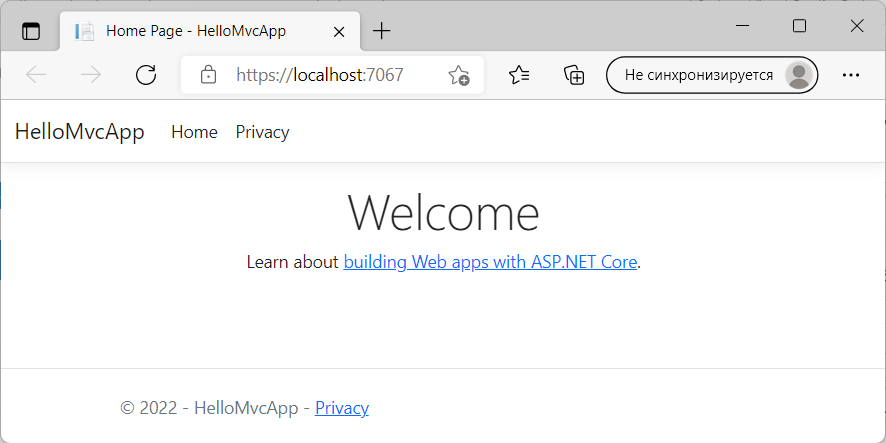 Home Page - HelloMvcApp
https://localhost:7067
Не синхронизируется
HelloMvcApp Home Privacy
Welcome
Learn about building Web apps with ASP.NET Core.
© 2022 - HelloMvcApp - Privacy